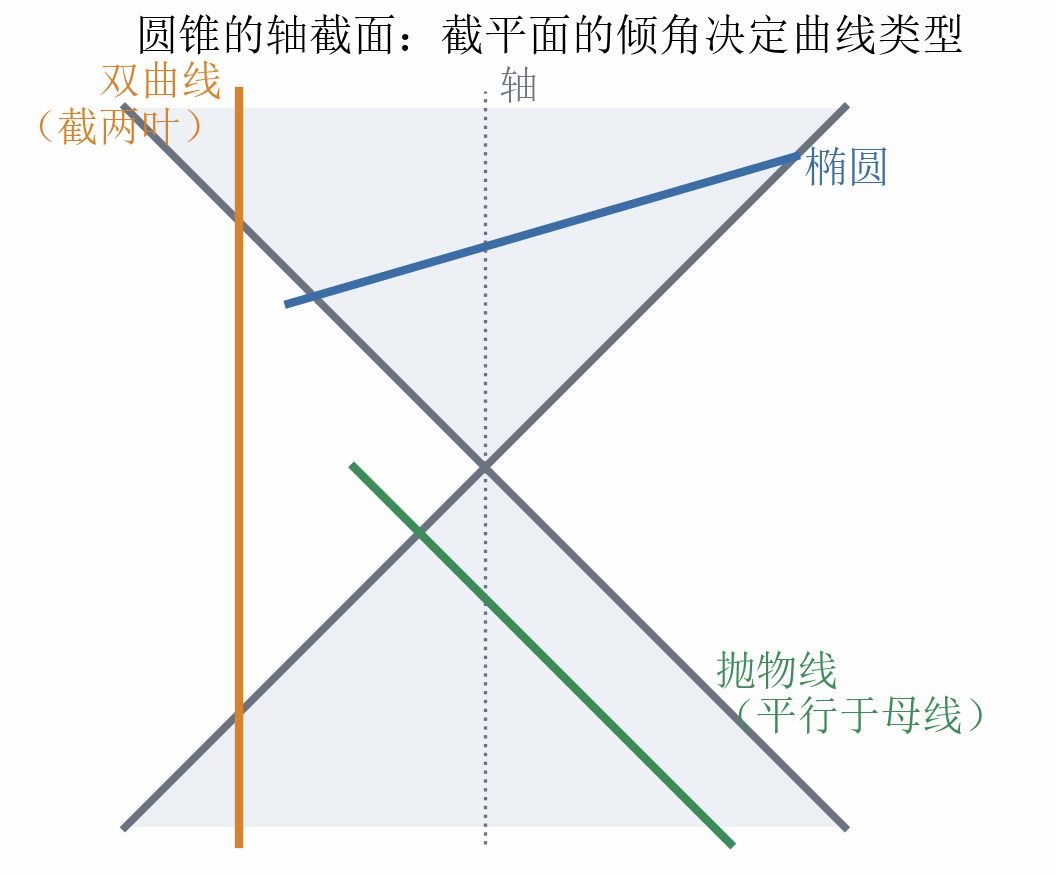 圆锥的轴截面：截平面的倾角决定曲线类型
双曲线
（截两叶）
轴
椭圆
抛物线
（平行于母线）